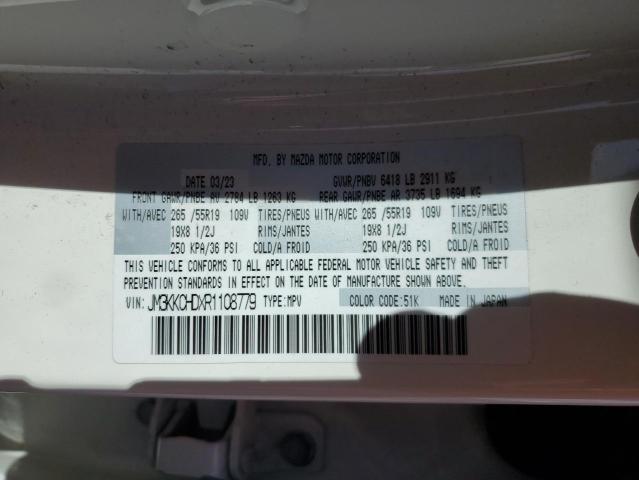 MFD. BY MAZDA MOTOR CORPORATION
DATE 03/23 GVWR/PNBV 6418 LB 2911 KG
FRONT GAWR/PNBE AV 2784 LB 1263 KG REAR GAWR/PNBE AR 3735 LB 1694 KG
WITH/AVEC 265 /55R19 109V TIRES/PNEUS WITH/AVEC 265 /55R19 109V TIRES/PNEUS
19X8 1/2J RIMS/JANTES 19X8 1/2J RIMS/JANTES
250 KPA/36 PSI COLD/A FROID 250 KPA/36 PSI COLD/A FROID
THIS VEHICLE CONFORMS TO ALL APPLICABLE FEDERAL MOTOR VEHICLE SAFETY AND THEFT
PREVENTION STANDARDS IN EFFECT ON THE DATE OF MANUFACTURE SHOWN ABOVE.
VIN: JM3KKCHDXR1108779 TYPE: MPV COLOR CODE: 51K MADE IN JAPAN